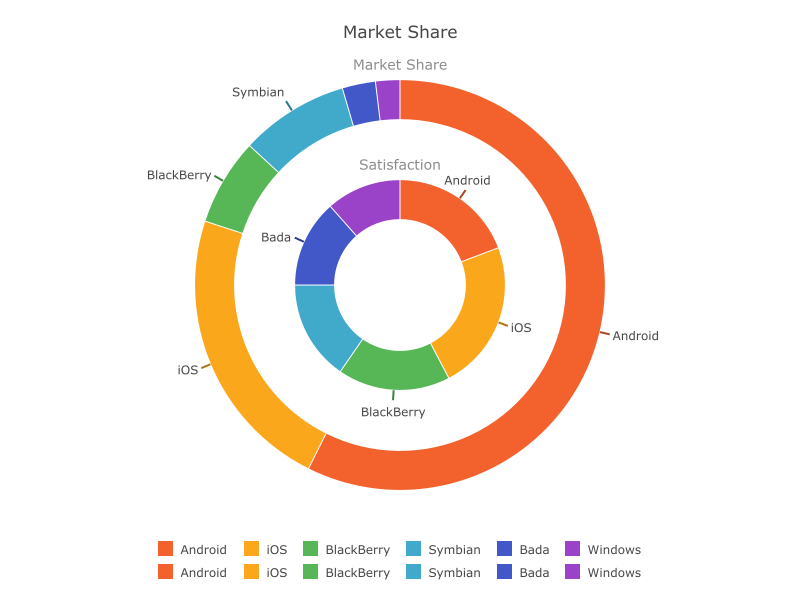 Market Share
Market Share
Symbian
Satisfaction
BlackBerry
Android
Bada
iOS
Android
iOS
BlackBerry
Android iOS BlackBerry Symbian Bada Windows
Android iOS BlackBerry Symbian Bada Windows